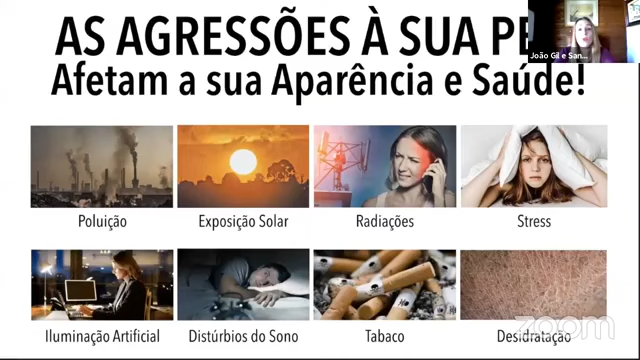 AS AGRESSÕES À SUA PE
Afetam a sua Aparência e Saúde!
João Gil e San...
Poluição
Exposição Solar
Radiações
Stress
Iluminação Artificial
Distúrbios do Sono
Tabaco
Desidratação
zoom